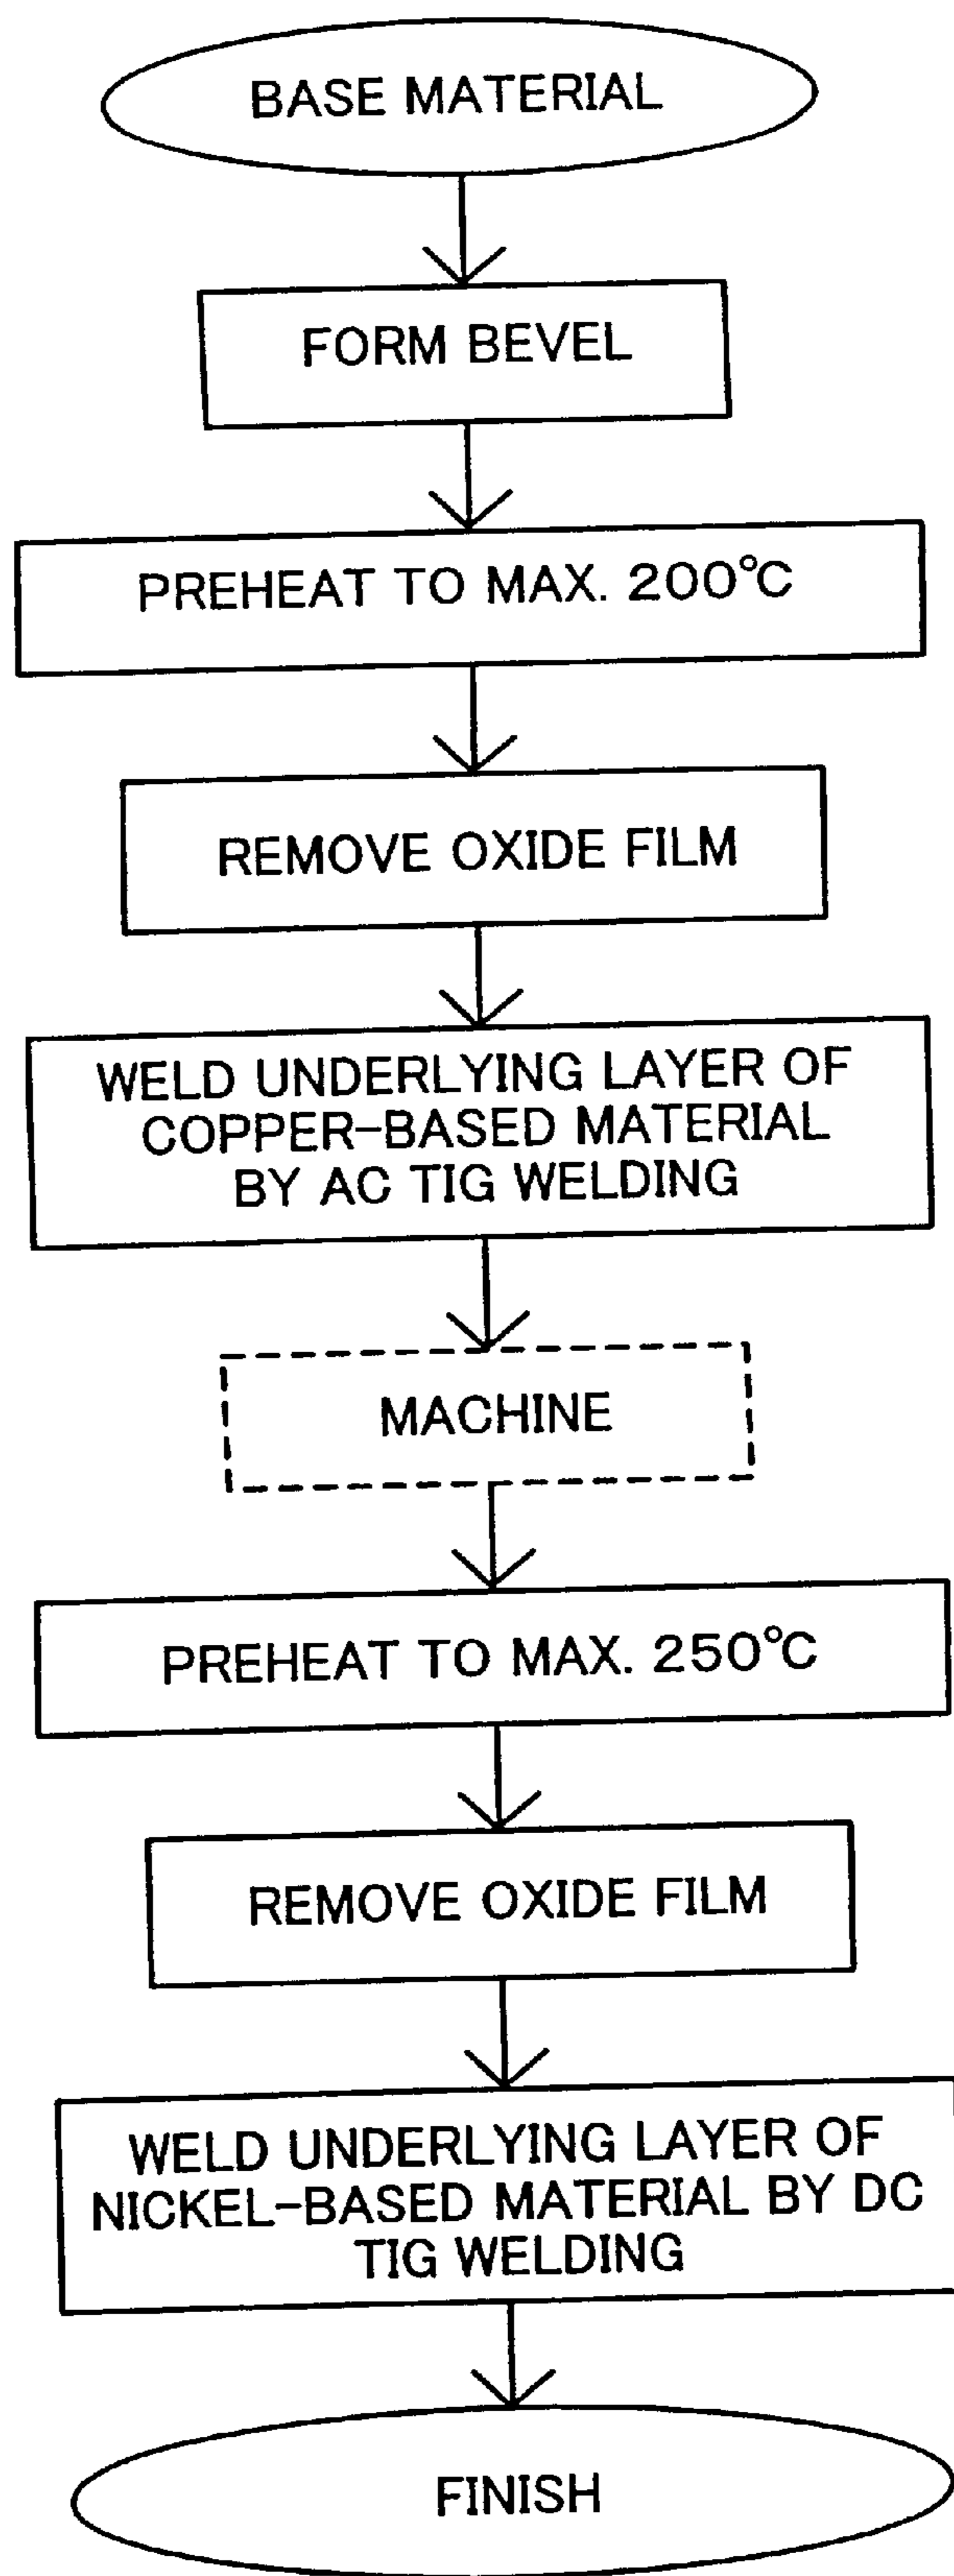 BASE MATERIAL
FORM BEVEL
PREHEAT TO MAX. 200°C
REMOVE OXIDE FILM
WELD UNDERLYING LAYER OF
COPPER-BASED MATERIAL
BY AC TIG WELDING
MACHINE
PREHEAT TO MAX. 250°C
REMOVE OXIDE FILM
WELD UNDERLYING LAYER OF
NICKEL-BASED MATERIAL BY DC
TIG WELDING
FINISH